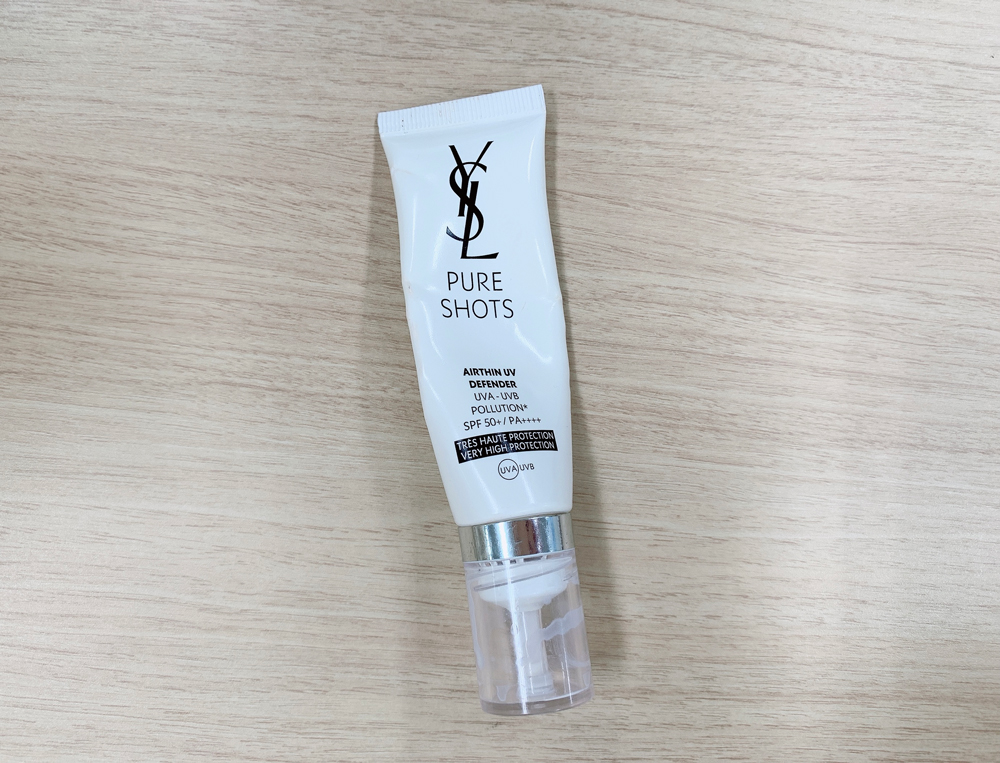 YSL
PURE
SHOTS
AIRTHIN UV
DEFENDER
UVA - UVB
POLLUTION*
SPF 50+ / PA++++
TRÈS HAUTE PROTECTION
VERY HIGH PROTECTION
UVA UVB